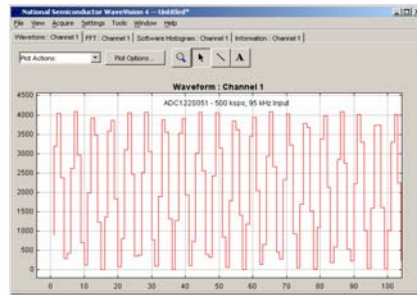 National Semiconductor WaveVision 4 -- Untitled*
File View Acquire Settings Tools Window Help
Waveform : Channel 1 FFT : Channel 1 Software Histogram : Channel 1 Information : Channel 1
Plot Actions: Plot Options... A
Waveform : Channel 1
ADC122S051 - 500 ksps, 95 kHz Input
4500
4000
3500
3000
2500
2000
1500
1000
500
0
0 10 20 30 40 50 60 70 80 90 100